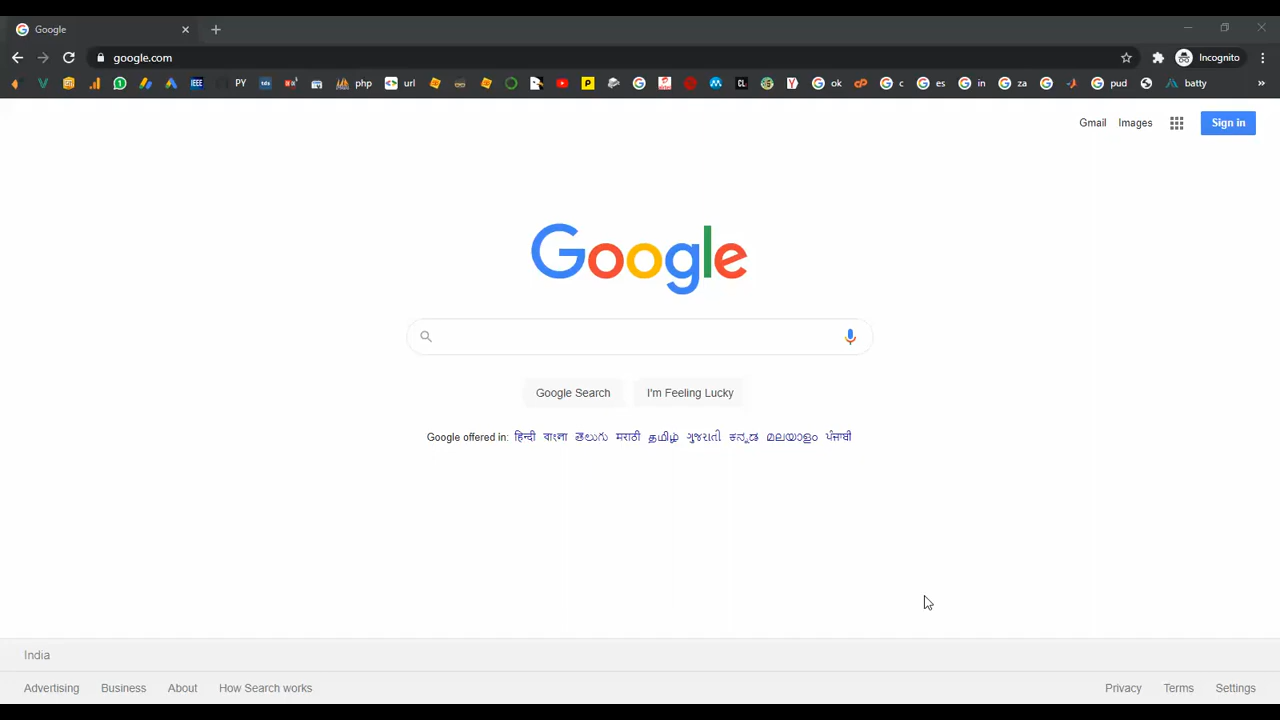 Google
google.com
Incognito
PY php url ok c es in za pud batty
Gmail Images Sign in
Google
Google Search I'm Feeling Lucky
Google offered in: हिन्दी বাংলা తెలుగు मराठी தமிழ் ગુજરાતી ಕನ್ನಡ മലയാളം ਪੰਜਾਬੀ
India
Advertising Business About How Search works Privacy Terms Settings